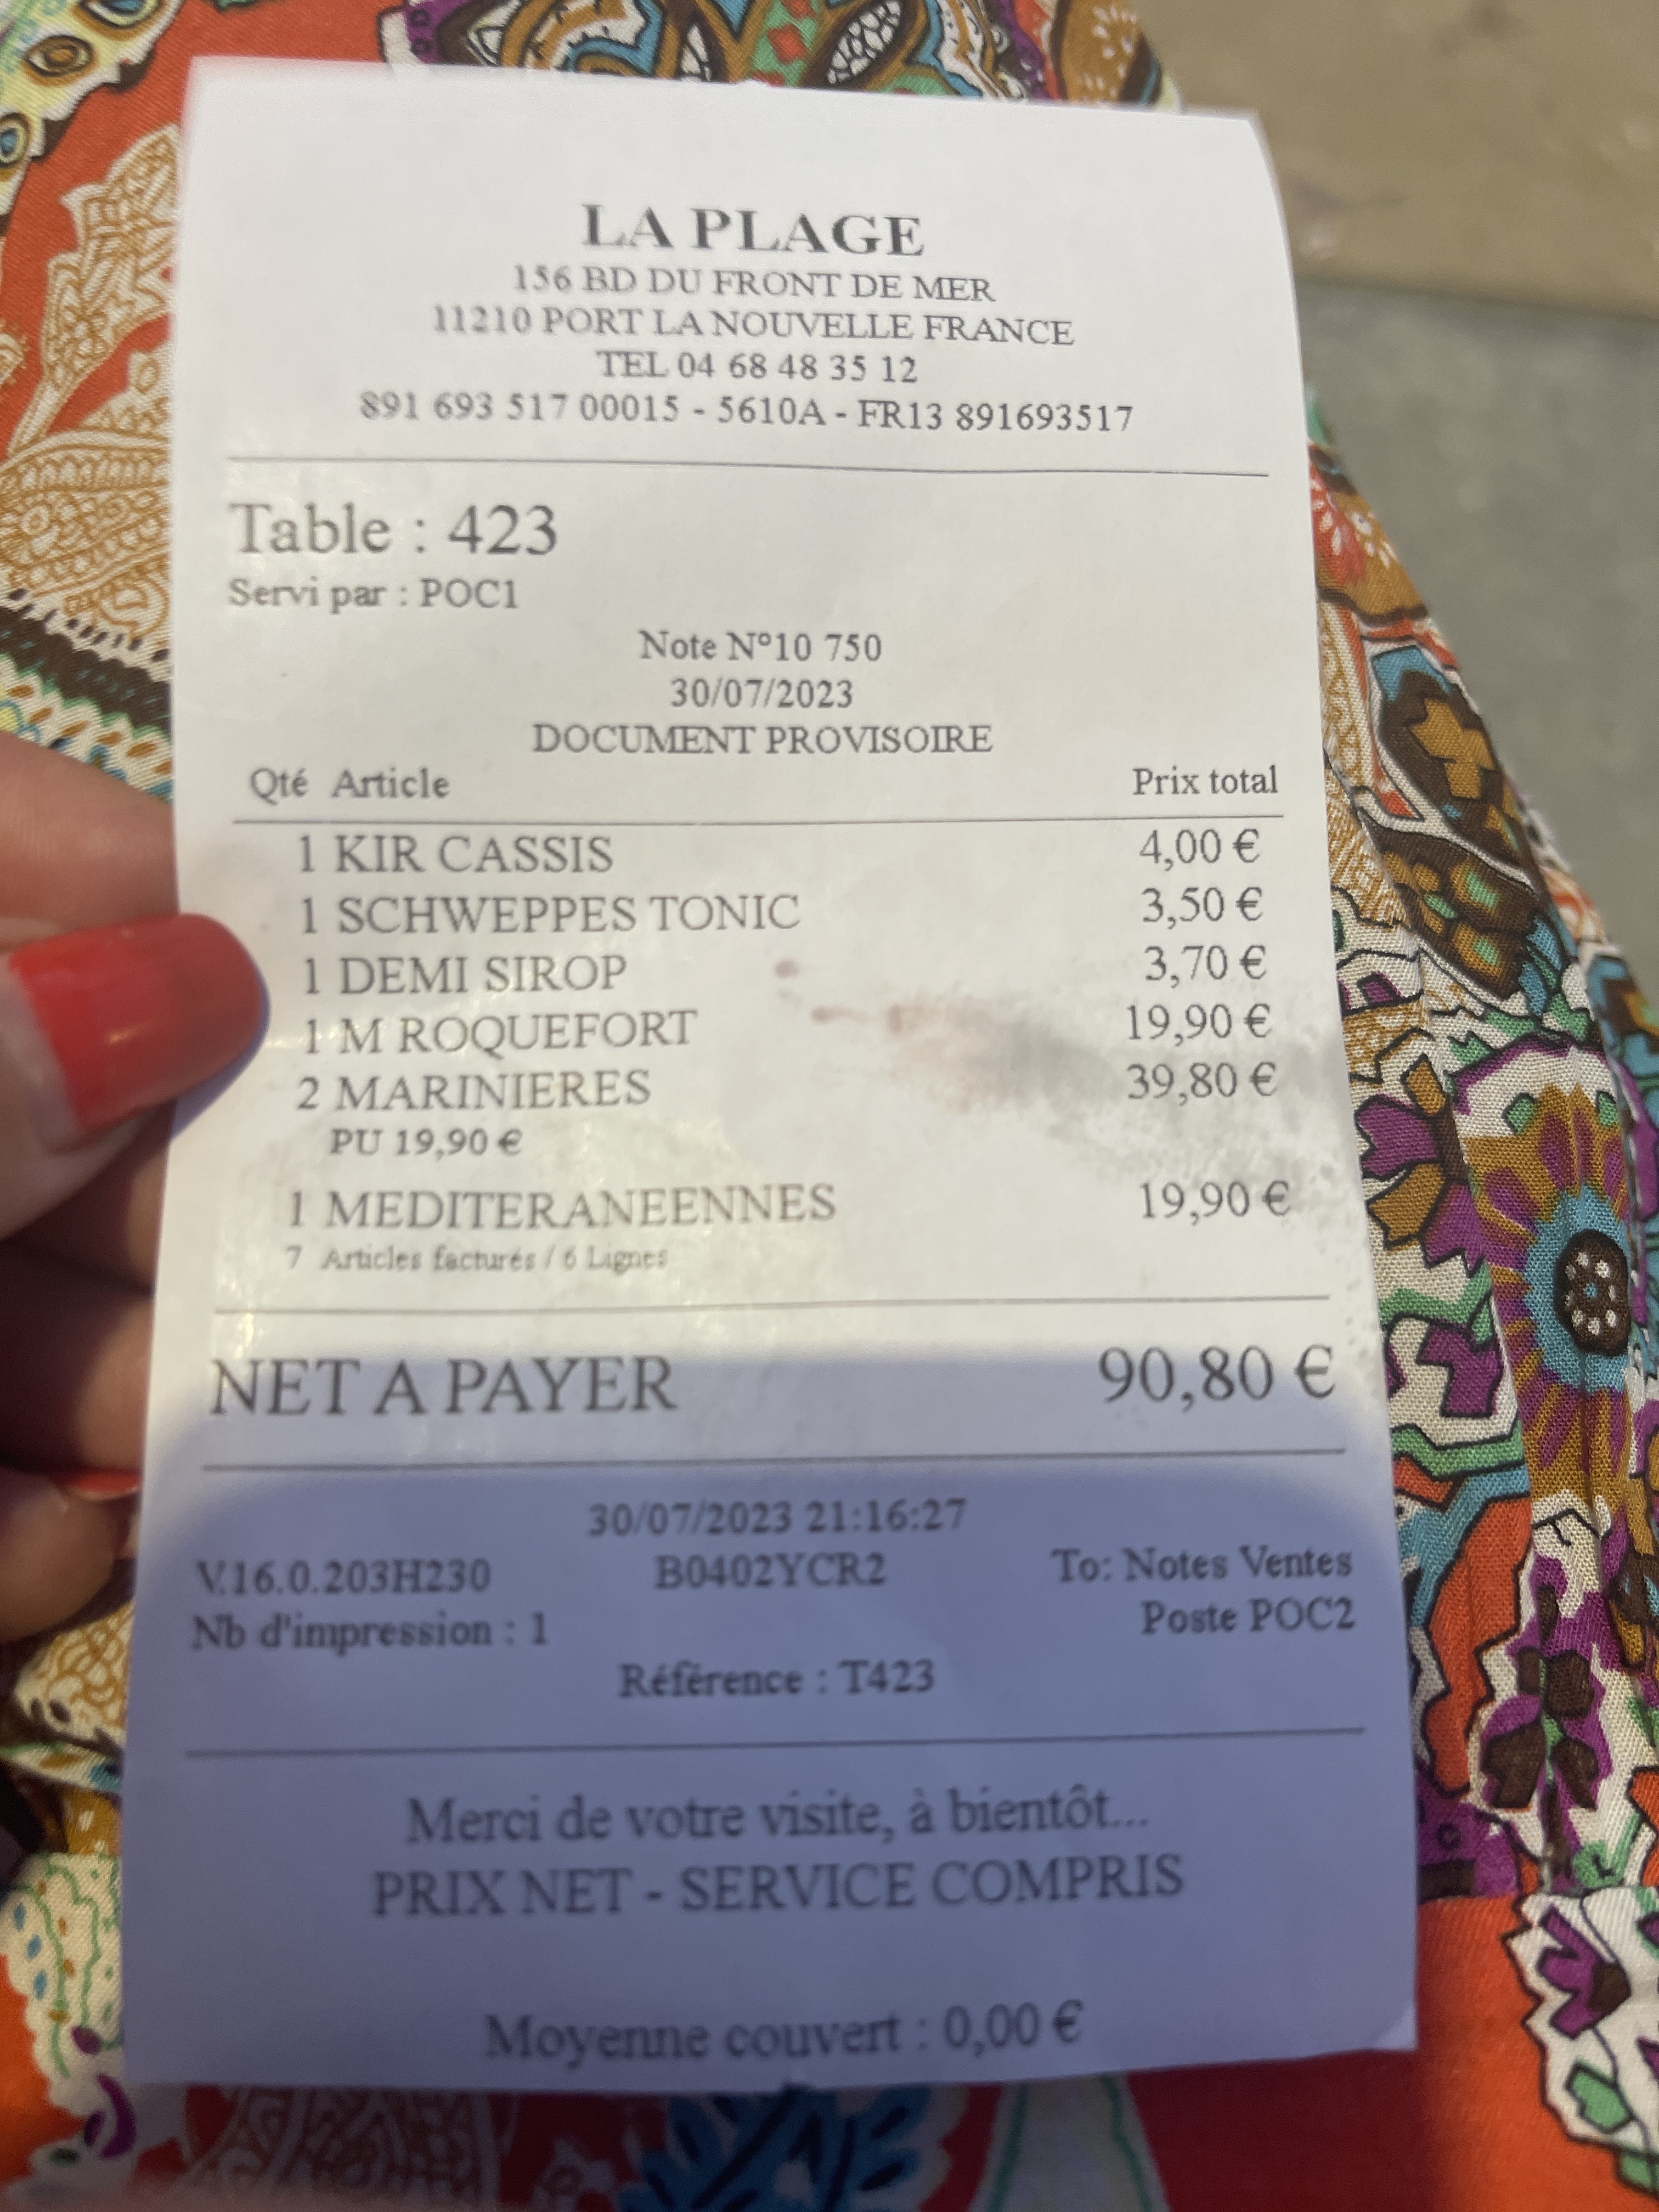 LA PLAGE
156 BD DU FRONT DE MER
11210 PORT LA NOUVELLE FRANCE
TEL 04 68 48 35 12
891 693 517 00015 - 5610A - FR13 891693517
Table : 423
Servi par : POC1
Note N°10 750
30/07/2023
DOCUMENT PROVISOIRE
Qté Article Prix total
1 KIR CASSIS 4,00 €
1 SCHWEPPES TONIC 3,50 €
1 DEMI SIROP 3,70 €
1 M ROQUEFORT 19,90 €
2 MARINIERES 39,80 €
PU 19,90 €
1 MEDITERANEENNES 19,90 €
7 Articles facturés / 6 Lignes
NET A PAYER 90,80 €
30/07/2023 21:16:27
V.16.0.203H230 B0402YCR2 To: Notes Ventes
Nb d'impression : 1 Poste POC2
Référence : T423
Merci de votre visite, à bientôt...
PRIX NET - SERVICE COMPRIS
Moyenne couvert : 0,00 €